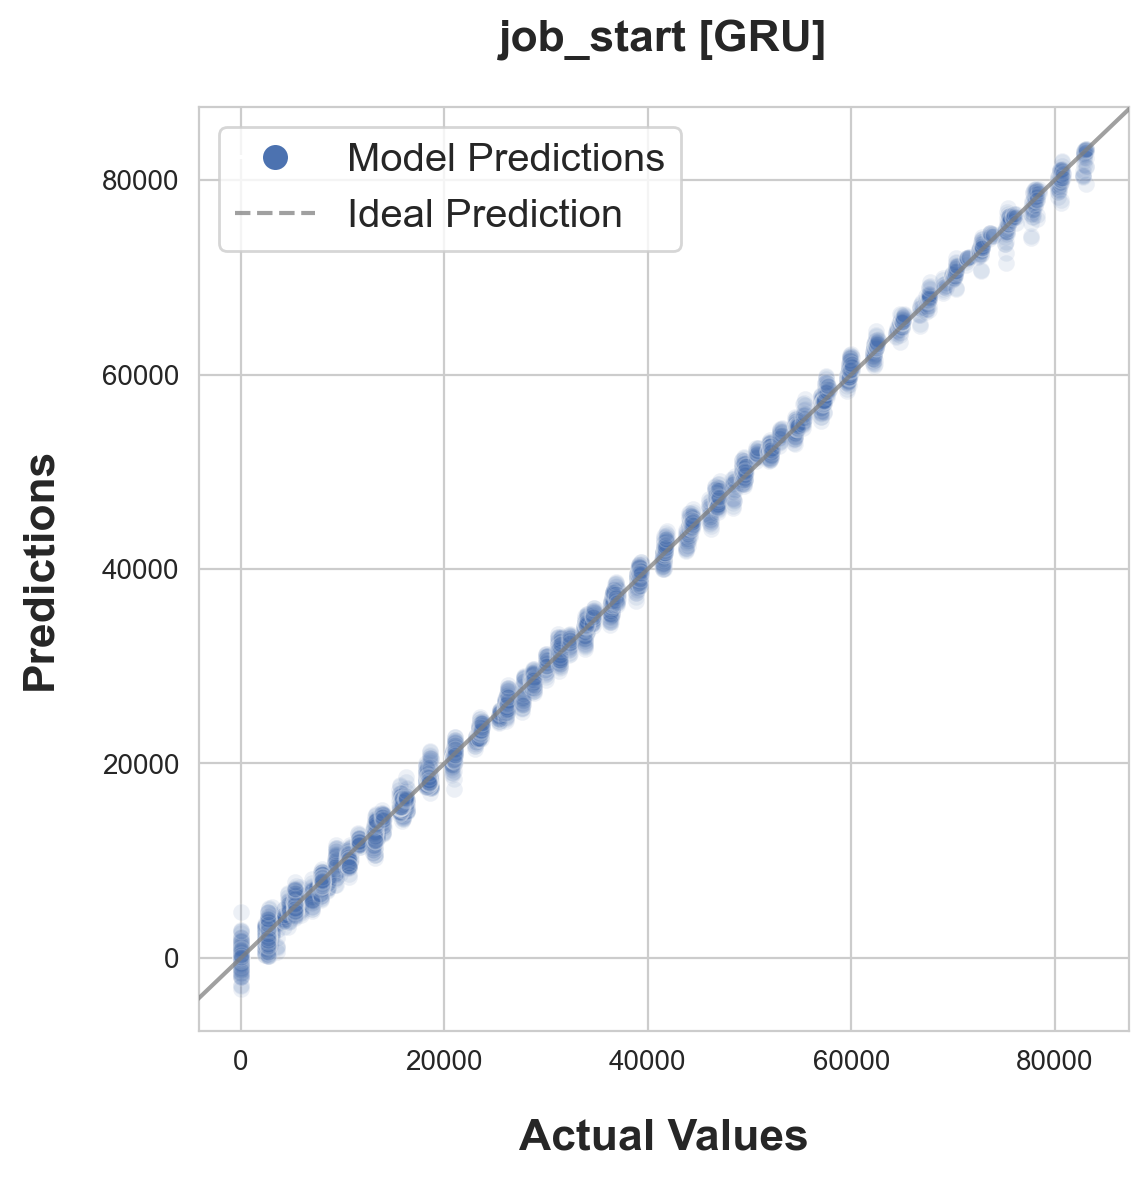 job_start [GRU]
Model Predictions
Ideal Prediction
80000
60000
40000
20000
0
Predictions
0 20000 40000 60000 80000
Actual Values